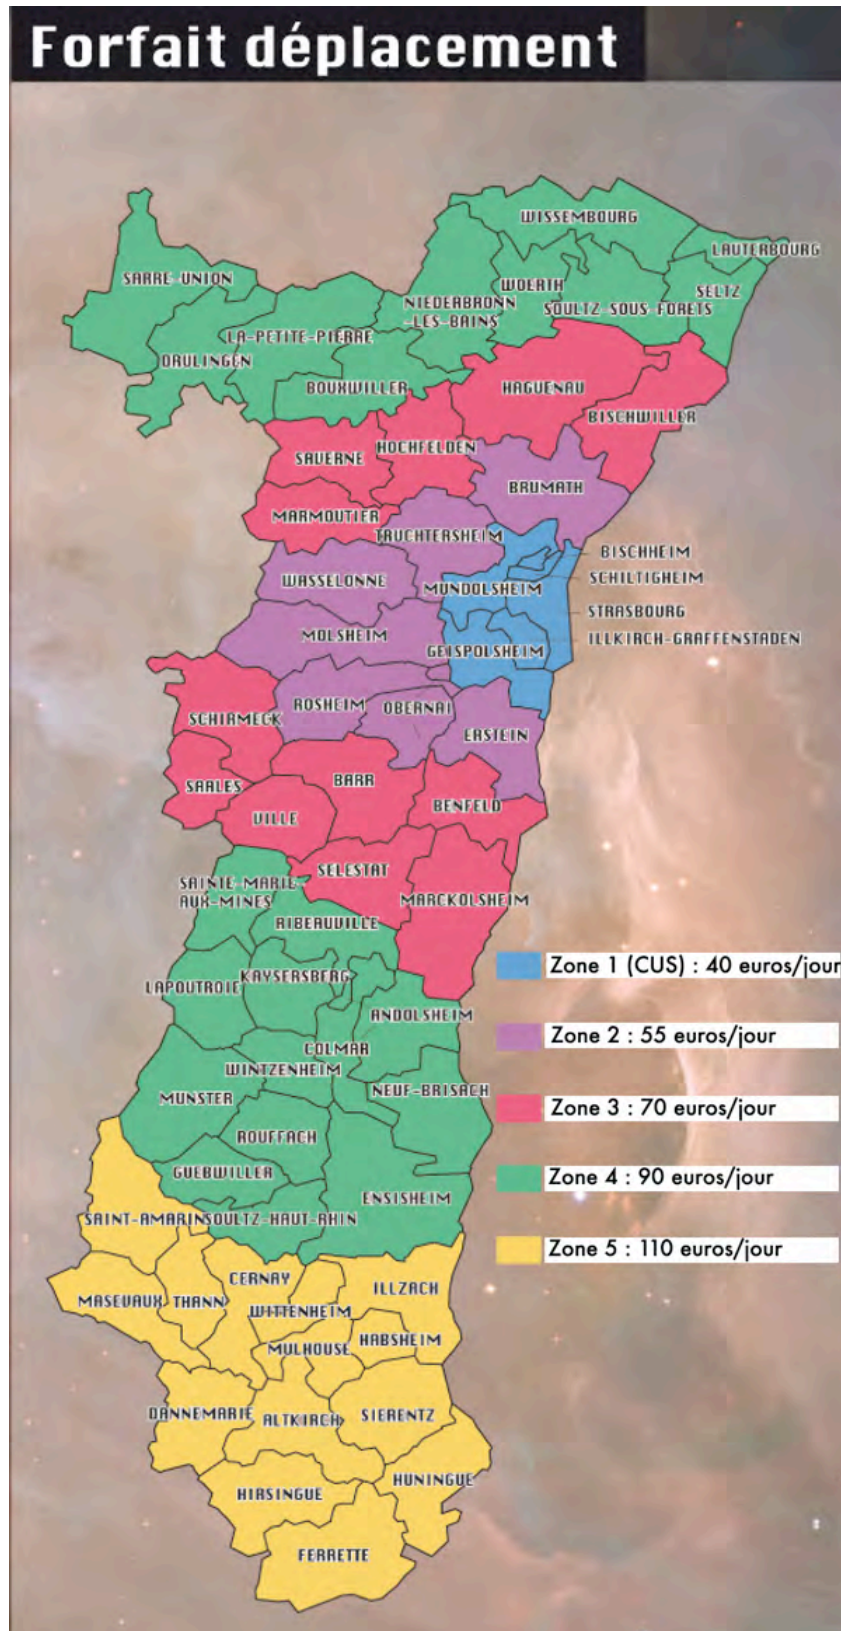 Forfait déplacement
WISSEMBOURG
LAUTERBOURG
SARRE-UNION
WOERTH
SELTZ
NIEDERBRONN
-LES-BAINS
SOULTZ-SOUS-FORETS
LA-PETITE-PIERRE
DRULINGEN
BOUXWILLER
HAGUENAU
BISCHWILLER
HOCHFELDEN
SAVERNE
BRUMATH
MARMOUTIER
TRUCHTERSHEIM
BISCHHEIM
WASSELONNE
MUNDOLSHEIM
SCHILTIGHEIM
STRASBOURG
MOLSHEIM
ILLKIRCH-GRAFFENSTADEN
GEISPOLSHEIM
ROSHEIM
OBERNAI
SCHIRMECK
ERSTEIN
SAALES
BARR
BENFELD
VILLE
SELESTAT
SAINTE-MARIE-
AUX-MINES
MARCKOLSHEIM
RIBEAUVILLE
Zone 1 (CUS) : 40 euros/jour
KAYSERSBERG
LAPOUTROIE
ANDOLSHEIM
Zone 2 : 55 euros/jour
COLMAR
WINTZENHEIM
NEUF-BRISACH
MUNSTER
Zone 3 : 70 euros/jour
ROUFFACH
GUEBWILLER
Zone 4 : 90 euros/jour
ENSISHEIM
SAINT-AMARIN
SOULTZ-HAUT-RHIN
Zone 5 : 110 euros/jour
CERNAY
ILLZACH
MASEVAUX
THANN
WITTENHEIM
HABSHEIM
MULHOUSE
DANNEMARIE
ALTKIRCH
SIERENTZ
HUNINGUE
HIRSINGUE
FERRETTE